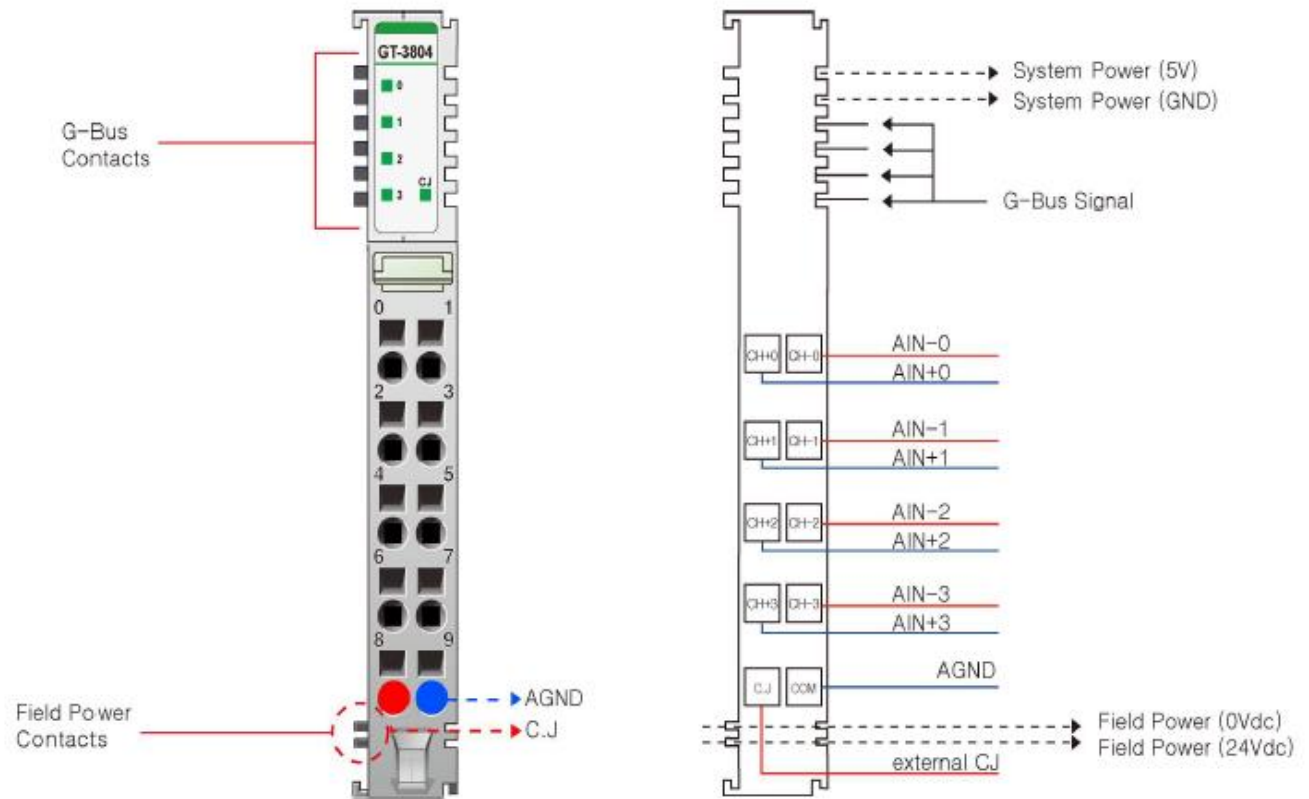 GT-3804
0
1
2
3
CJ
G-Bus
Contacts
0 1
2 3
4 5
6 7
8 9
AGND
C.J
Field Power
Contacts
System Power (5V)
System Power (GND)
G-Bus Signal
CH+0 CH-0
AIN-0
AIN+0
CH+1 CH-1
AIN-1
AIN+1
CH+2 CH-2
AIN-2
AIN+2
CH+3 CH-3
AIN-3
AIN+3
C.J COM
AGND
Field Power (0Vdc)
Field Power (24Vdc)
external CJ